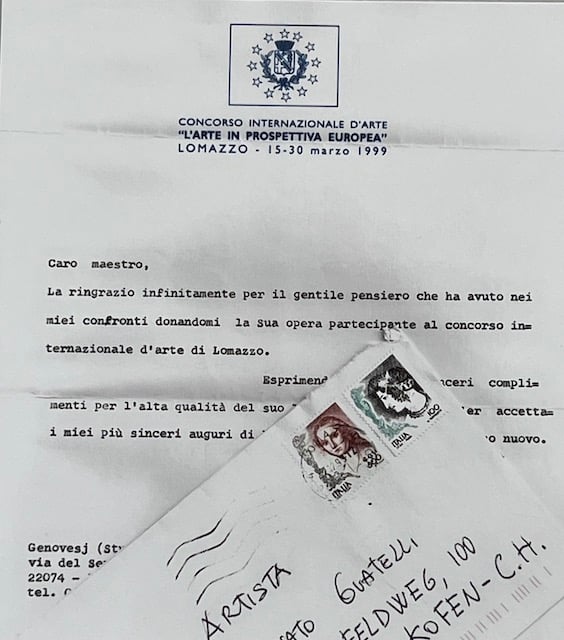 CONCORSO INTERNAZIONALE D'ARTE
"L'ARTE IN PROSPETTIVA EUROPEA"
LOMAZZO - 15-30 marzo 1999
Caro maestro,
La ringrazio infinitamente per il gentile pensiero che ha avuto nei
miei confronti donandomi la sua opera partecipante al concorso in=
ternazionale d'arte di Lomazzo.
compli=
menti per l'alta qualità del suo accetta=
i miei più sinceri auguri di nuovo.
Genovesj
via del
22074 -
tel.
ITALIA
ITALIA 100
ARTISTA
GUATELLI
100
C.H.